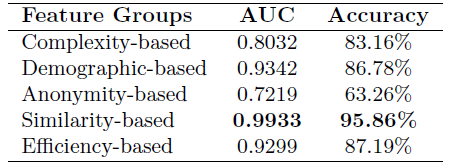 Feature Groups AUC Accuracy
Complexity-based 0.8032 83.16%
Demographic-based 0.9342 86.78%
Anonymity-based 0.7219 63.26%
Similarity-based 0.9933 95.86%
Efficiency-based 0.9299 87.19%